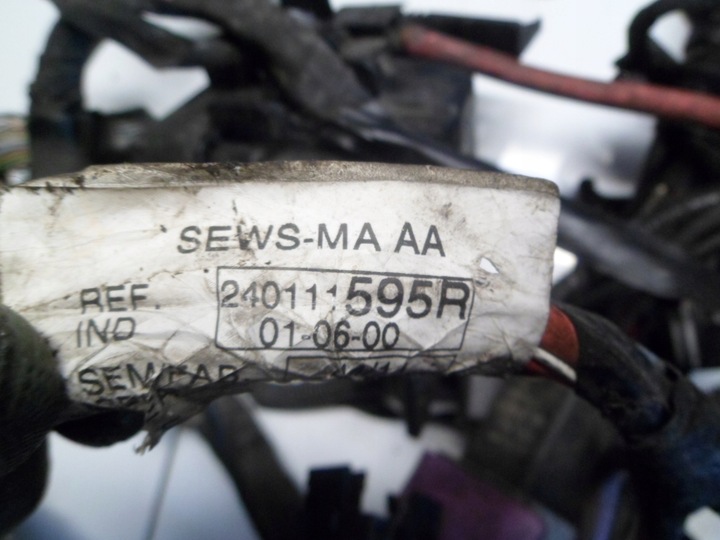 SEWS-MA AA
REF. 240111595R
IND 01-06-00